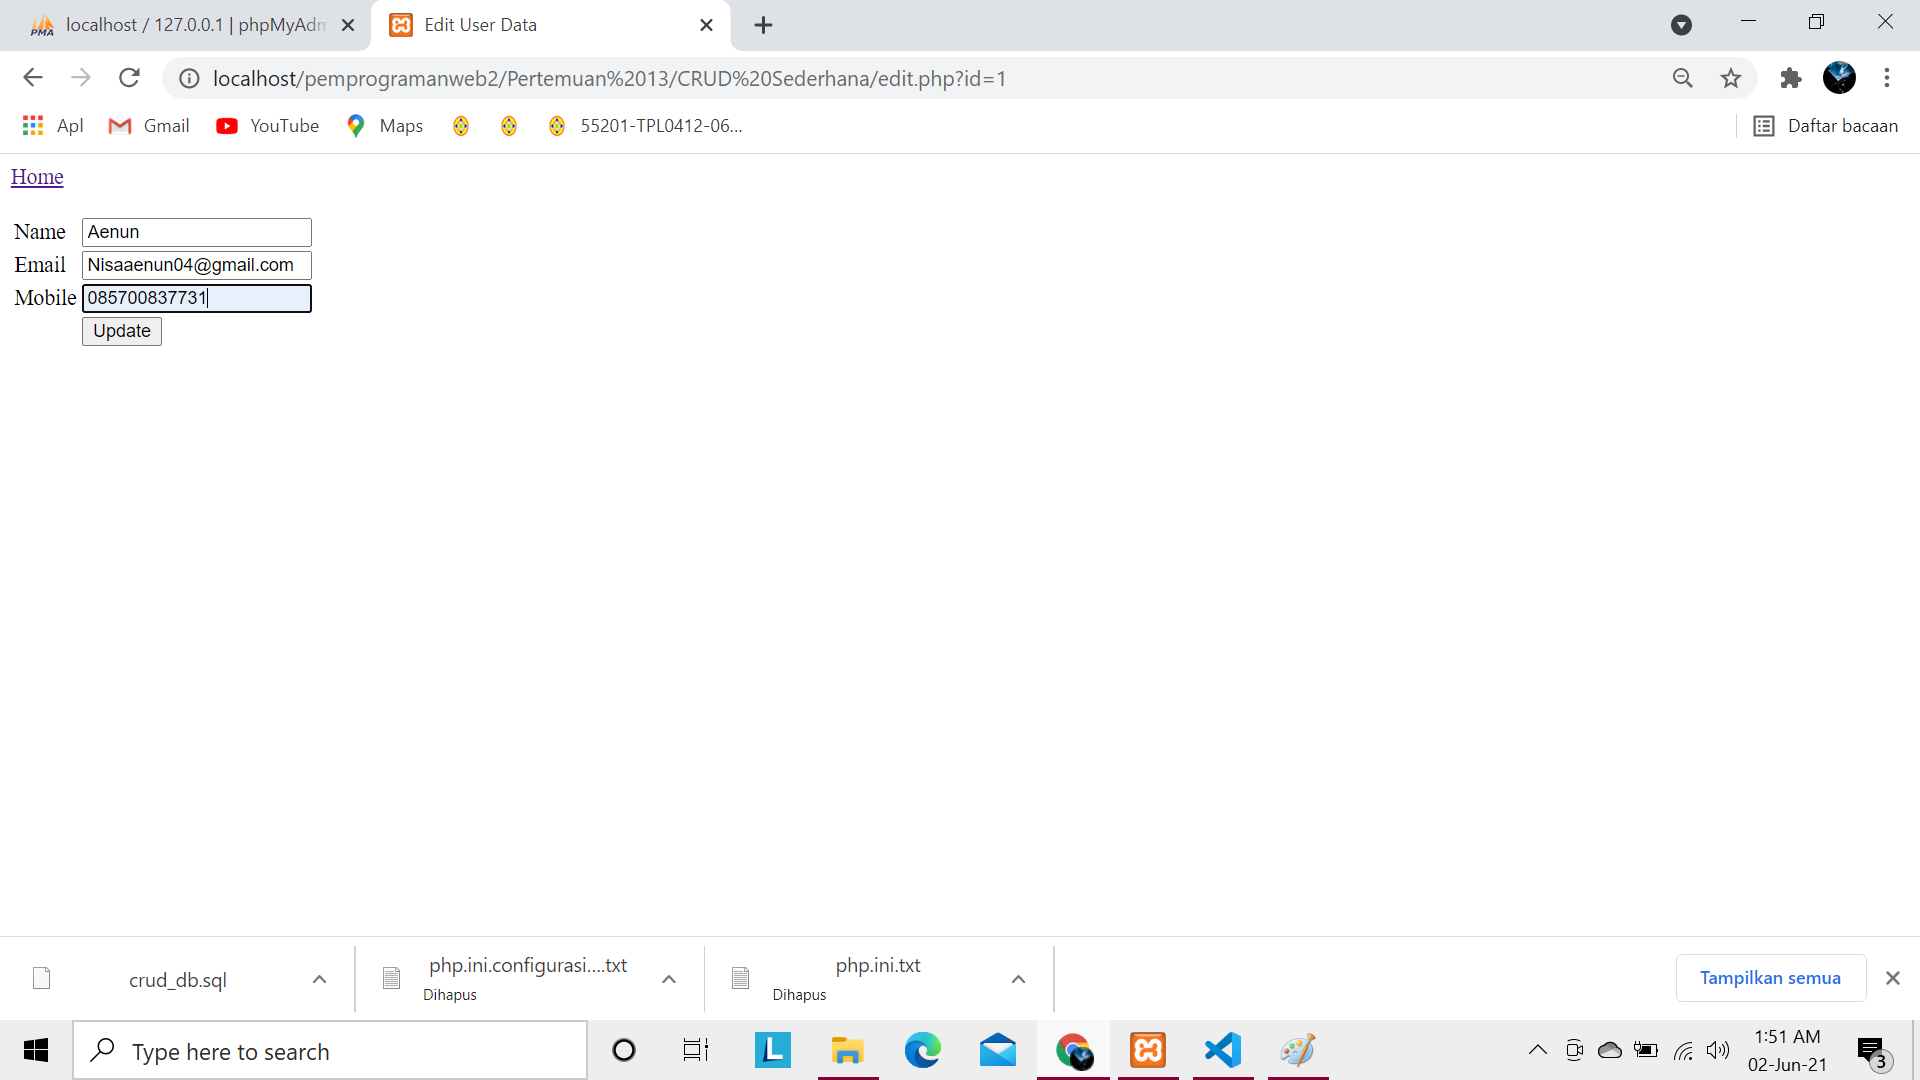 localhost / 127.0.0.1 | phpMyAdm
Edit User Data
localhost/pemprogramanweb2/Pertemuan%2013/CRUD%20Sederhana/edit.php?id=1
Apl
Gmail
YouTube
Maps
55201-TPL0412-06...
Daftar bacaan
Home
Name Aenun
Email Nisaaenun04@gmail.com
Mobile 085700837731
Update
crud_db.sql
php.ini.configurasi....txt
Dihapus
php.ini.txt
Dihapus
Tampilkan semua
Type here to search
1:51 AM
02-Jun-21
3